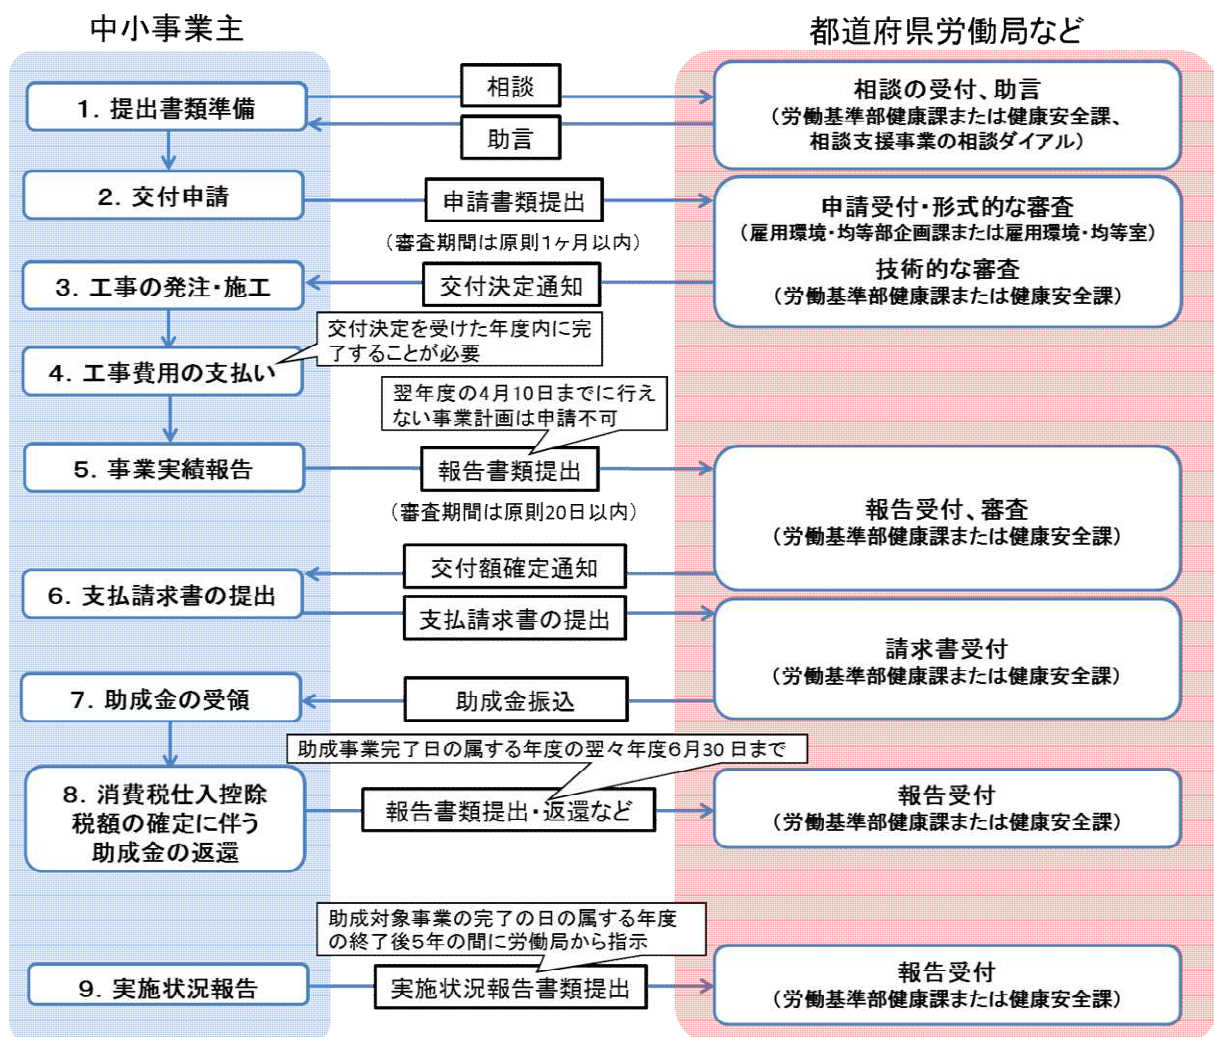 中小事業主
都道府県労働局など
1．提出書類準備
相談
助言
相談の受付、助言
（労働基準部健康課または健康安全課、
相談支援事業の相談ダイアル）
2．交付申請
申請書類提出
（審査期間は原則1ヶ月以内）
申請受付・形式的な審査
（雇用環境・均等部企画課または雇用環境・均等室）
技術的な審査
（労働基準部健康課または健康安全課）
3．工事の発注・施工
交付決定通知
交付決定を受けた年度内に完
了することが必要
4．工事費用の支払い
翌年度の4月10日までに行え
ない事業計画は申請不可
5．事業実績報告
報告書類提出
（審査期間は原則20日以内）
報告受付、審査
（労働基準部健康課または健康安全課）
交付額確定通知
6．支払請求書の提出
支払請求書の提出
請求書受付
（労働基準部健康課または健康安全課）
7．助成金の受領
助成金振込
助成事業完了日の属する年度の翌々年度6月30日まで
8．消費税仕入控除
税額の確定に伴う
助成金の返還
報告書類提出・返還など
報告受付
（労働基準部健康課または健康安全課）
助成対象事業の完了の日の属する年度
の終了後5年の間に労働局から指示
9．実施状況報告
実施状況報告書類提出
報告受付
（労働基準部健康課または健康安全課）